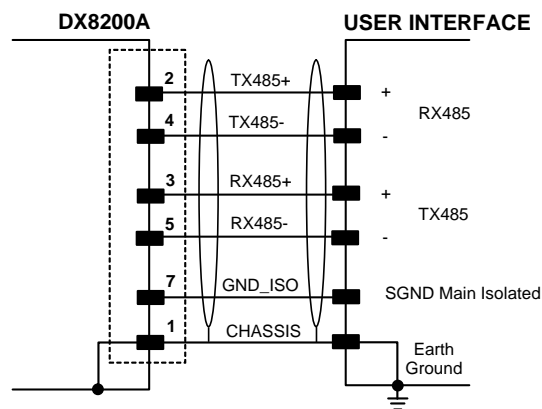 DX8200A
USER INTERFACE
2
TX485+
+
RX485
4
TX485-
-
3
RX485+
+
TX485
5
RX485-
-
7
GND_ISO
SGND Main Isolated
1
CHASSIS
Earth
Ground